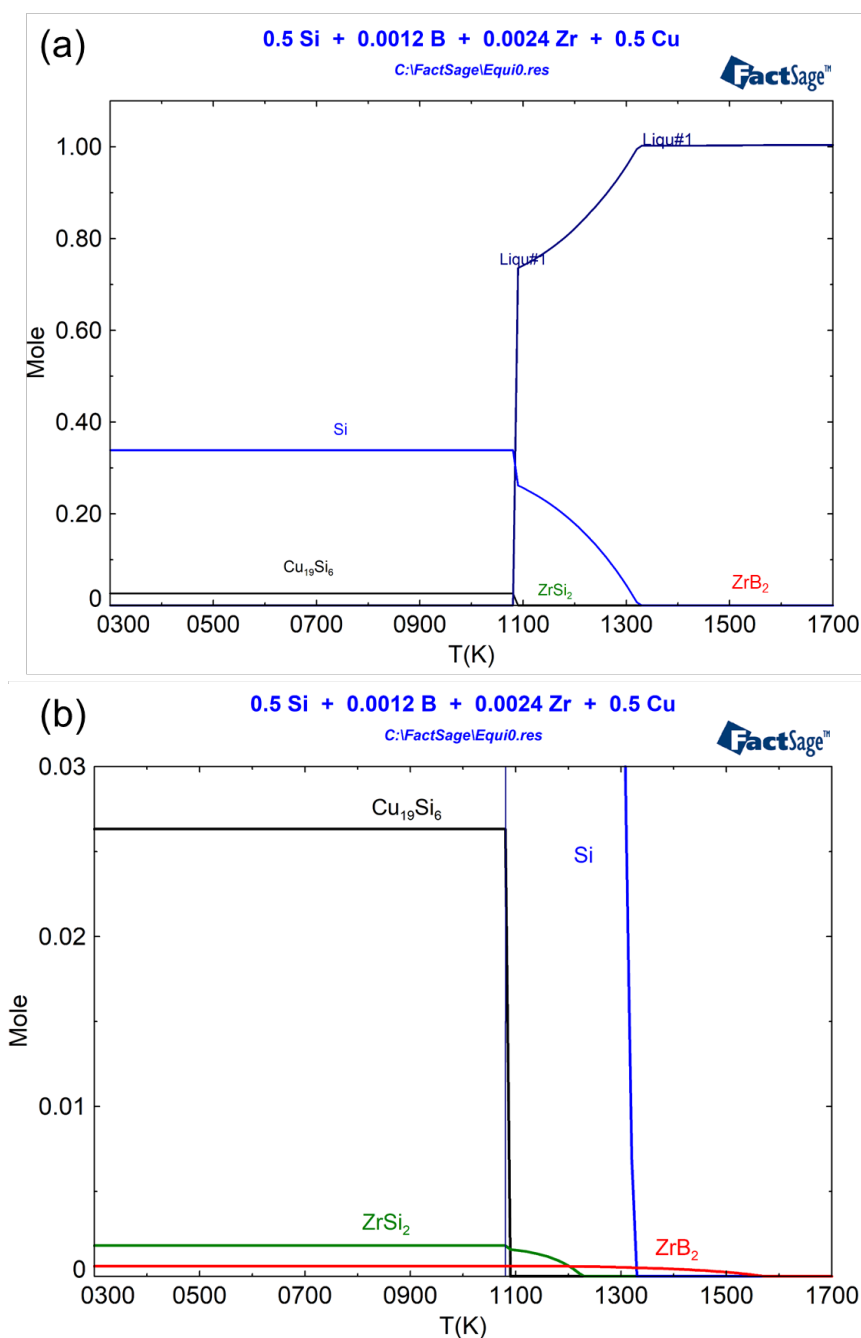 (a)
0.5 Si + 0.0012 B + 0.0024 Zr + 0.5 Cu
C:\FactSage\Equi0.res
FactSage™
1.00
0.80
0.60
0.40
0.20
0
Mole
Liqu#1
Liqu#1
Si
Cu₁₉Si₆
ZrSi₂
ZrB₂
0300 0500 0700 0900 1100 1300 1500 1700
T(K)
(b)
0.5 Si + 0.0012 B + 0.0024 Zr + 0.5 Cu
C:\FactSage\Equi0.res
FactSage™
0.03
0.02
0.01
0
Mole
Cu₁₉Si₆
Si
ZrSi₂
ZrB₂
0300 0500 0700 0900 1100 1300 1500 1700
T(K)